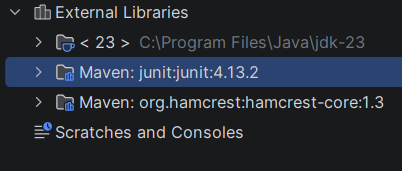 External Libraries
< 23 > C:\Program Files\Java\jdk-23
Maven: junit:junit:4.13.2
Maven: org.hamcrest:hamcrest-core:1.3
Scratches and Consoles